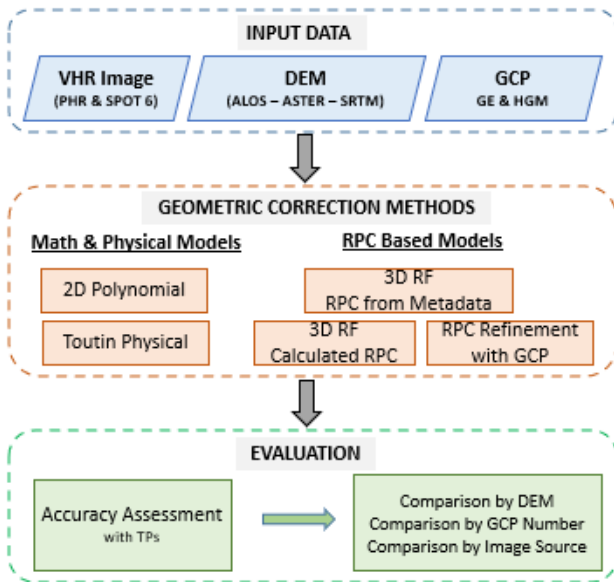 INPUT DATA
VHR Image
(PHR & SPOT 6)
DEM
(ALOS – ASTER – SRTM)
GCP
GE & HGM
GEOMETRIC CORRECTION METHODS
Math & Physical Models
2D Polynomial
Toutin Physical
RPC Based Models
3D RF
RPC from Metadata
3D RF
Calculated RPC
RPC Refinement
with GCP
EVALUATION
Accuracy Assessment
with TPs
Comparison by DEM
Comparison by GCP Number
Comparison by Image Source